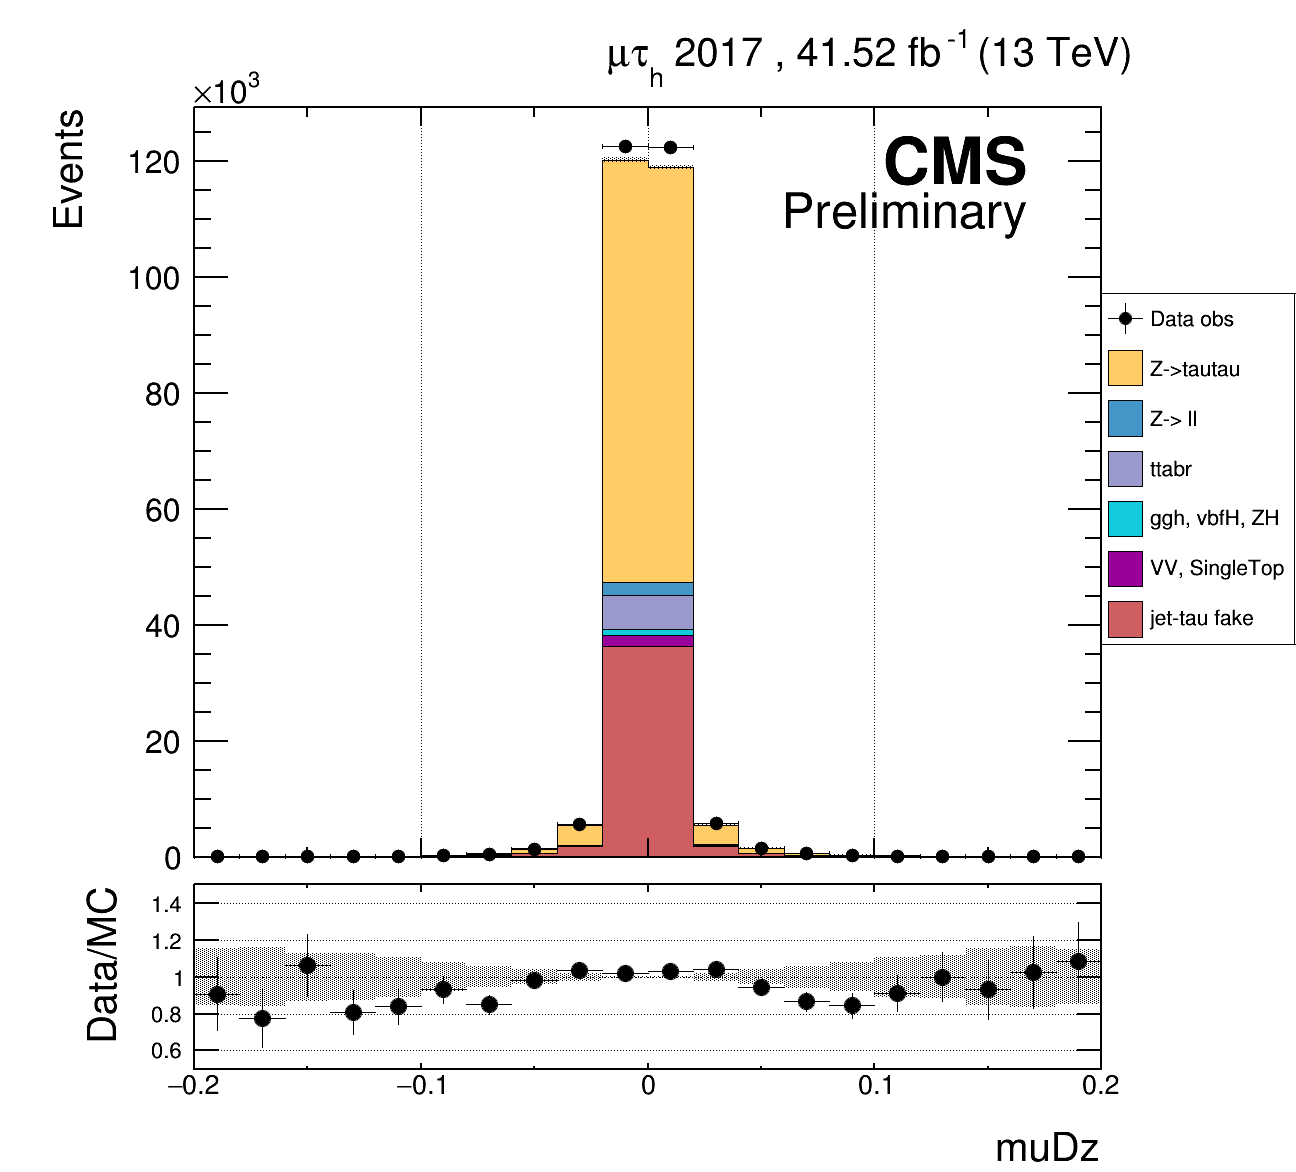 μτh 2017 , 41.52 fb-1 (13 TeV)
×103
Events
CMS
Preliminary
120
100
80
60
40
20
0
Data obs
Z->tautau
Z-> ll
ttabr
ggh, vbfH, ZH
VV, SingleTop
jet-tau fake
Data/MC
1.4
1.2
1
0.8
0.6
−0.2 −0.1 0 0.1 0.2
muDz